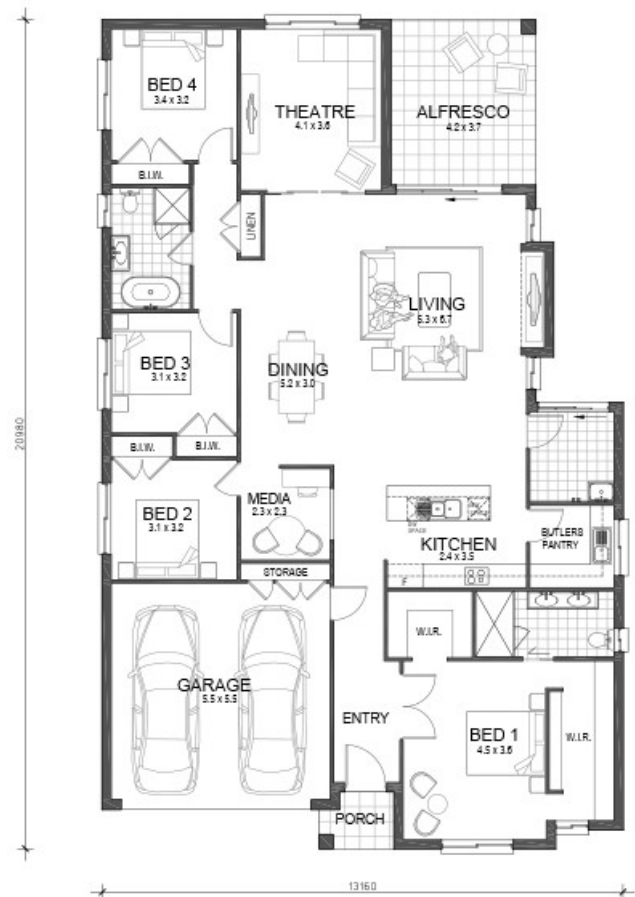 BED 4
3.4 x 3.2
THEATRE
4.1 x 3.6
ALFRESCO
4.2 x 3.7
B.I.W.
LINEN
LIVING
5.3 x 6.7
BED 3
3.1 x 3.2
DINING
5.2 x 3.0
20980
B.I.W.
B.I.W.
BED 2
3.1 x 3.2
MEDIA
2.3 x 2.3
DW
SPACE
KITCHEN
2.4 x 3.5
BUTLERS
PANTRY
STORAGE
F
W.I.R.
GARAGE
5.5 x 5.5
ENTRY
BED 1
4.5 x 3.6
W.I.R.
PORCH
13160